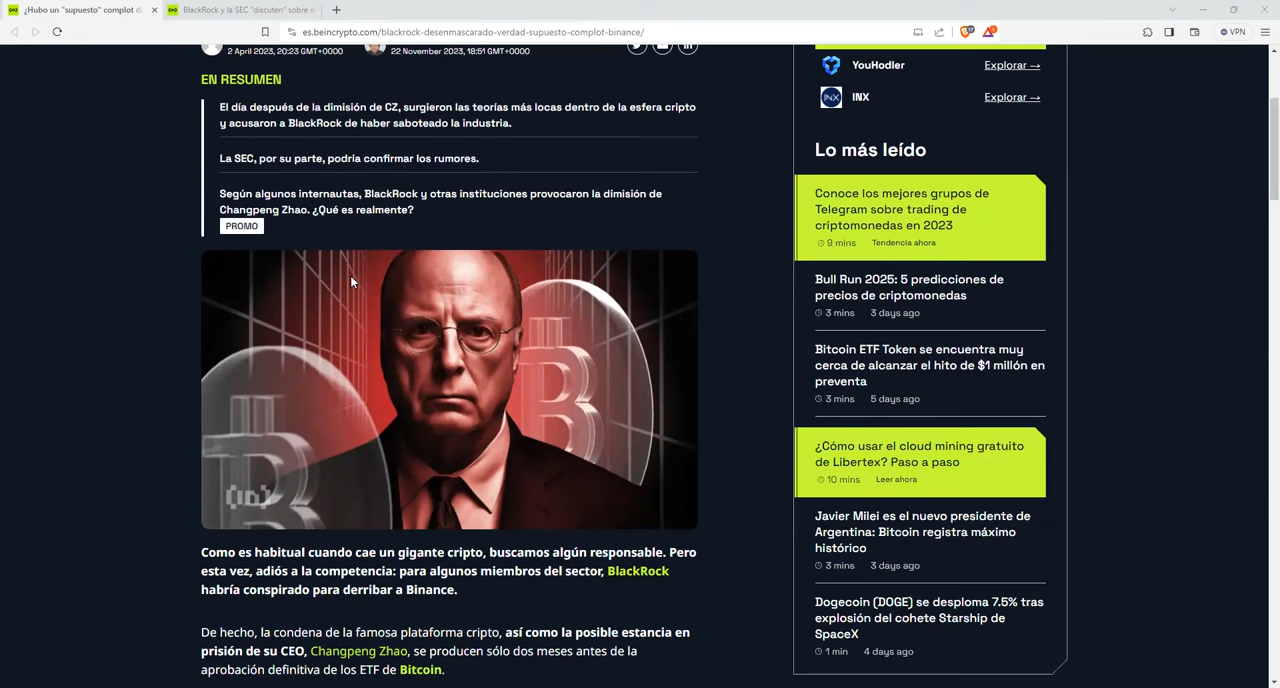 ¿Hubo un "supuesto" complot d
BlackRock y la SEC "discuten" sobre e
es.beincrypto.com/blackrock-desenmascarado-verdad-supuesto-complot-binance/
VPN
2 April 2023, 20:23 GMT+0000
22 November 2023, 18:51 GMT+0000
EN RESUMEN
El día después de la dimisión de CZ, surgieron las teorías más locas dentro de la esfera cripto
y acusaron a BlackRock de haber saboteado la industria.
La SEC, por su parte, podría confirmar los rumores.
Según algunos internautas, BlackRock y otras instituciones provocaron la dimisión de
Changpeng Zhao. ¿Qué es realmente?
PROMO
Como es habitual cuando cae un gigante cripto, buscamos algún responsable. Pero
esta vez, adiós a la competencia: para algunos miembros del sector, BlackRock
habría conspirado para derribar a Binance.
De hecho, la condena de la famosa plataforma cripto, así como la posible estancia en
prisión de su CEO, Changpeng Zhao, se producen sólo dos meses antes de la
aprobación definitiva de los ETF de Bitcoin.
YouHodler
Explorar →
INX
Explorar →
Lo más leído
Conoce los mejores grupos de
Telegram sobre trading de
criptomonedas en 2023
9 mins Tendencia ahora
Bull Run 2025: 5 predicciones de
precios de criptomonedas
3 mins 3 days ago
Bitcoin ETF Token se encuentra muy
cerca de alcanzar el hito de $1 millón en
preventa
3 mins 5 days ago
¿Cómo usar el cloud mining gratuito
de Libertex? Paso a paso
10 mins Leer ahora
Javier Milei es el nuevo presidente de
Argentina: Bitcoin registra máximo
histórico
3 mins 3 days ago
Dogecoin (DOGE) se desploma 7.5% tras
explosión del cohete Starship de
SpaceX
1 min 4 days ago